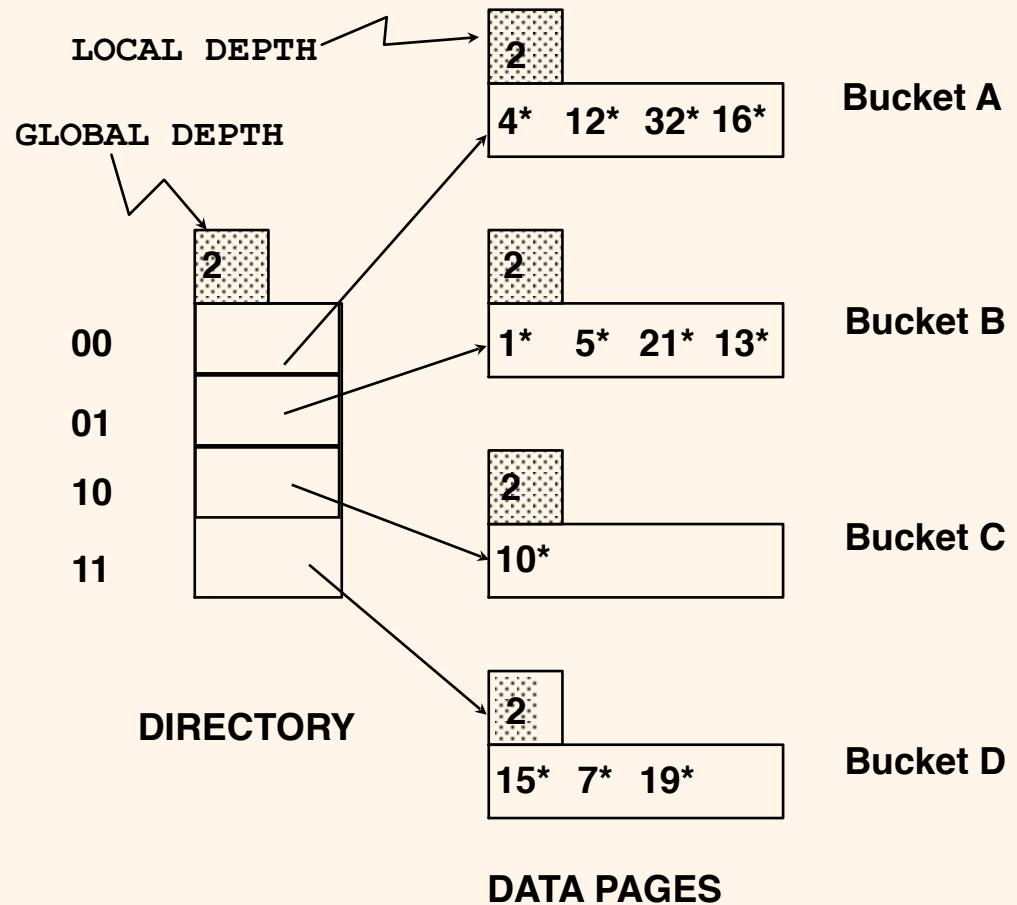 LOCAL DEPTH
2
Bucket A
4* 12* 32* 16*
GLOBAL DEPTH
2
2
Bucket B
00
1* 5* 21* 13*
01
2
10
Bucket C
10*
11
2
DIRECTORY
Bucket D
15* 7* 19*
DATA PAGES